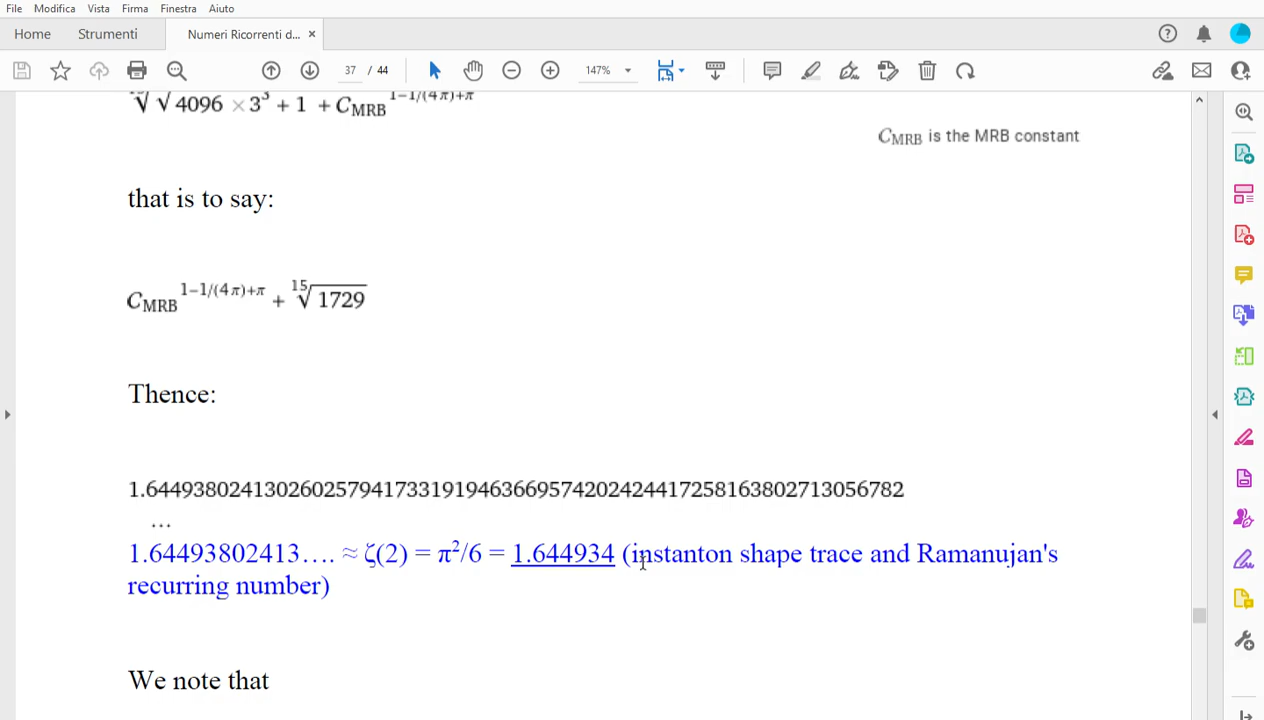 File Modifica Vista Firma Finestra Aiuto
Home Strumenti Numeri Ricorrenti d... ×
37 / 44 147%
√4096 × 3³ + 1 + C_MRB^(1−1/(4π)+π)
C_MRB is the MRB constant
that is to say:
C_MRB^(1−1/(4π)+π) + ¹⁵√1729
Thence:
1.644938024130260257941733191946366957420242441725816380271305678​2
...
1.64493802413.... ≈ ζ(2) = π²/6 = 1.644934 (instanton shape trace and Ramanujan's
recurring number)
We note that